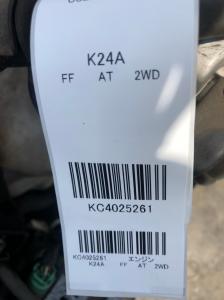 K24A
FF AT 2WD
KC4025261
KC4025261 エンジン
K24A FF AT 2WD